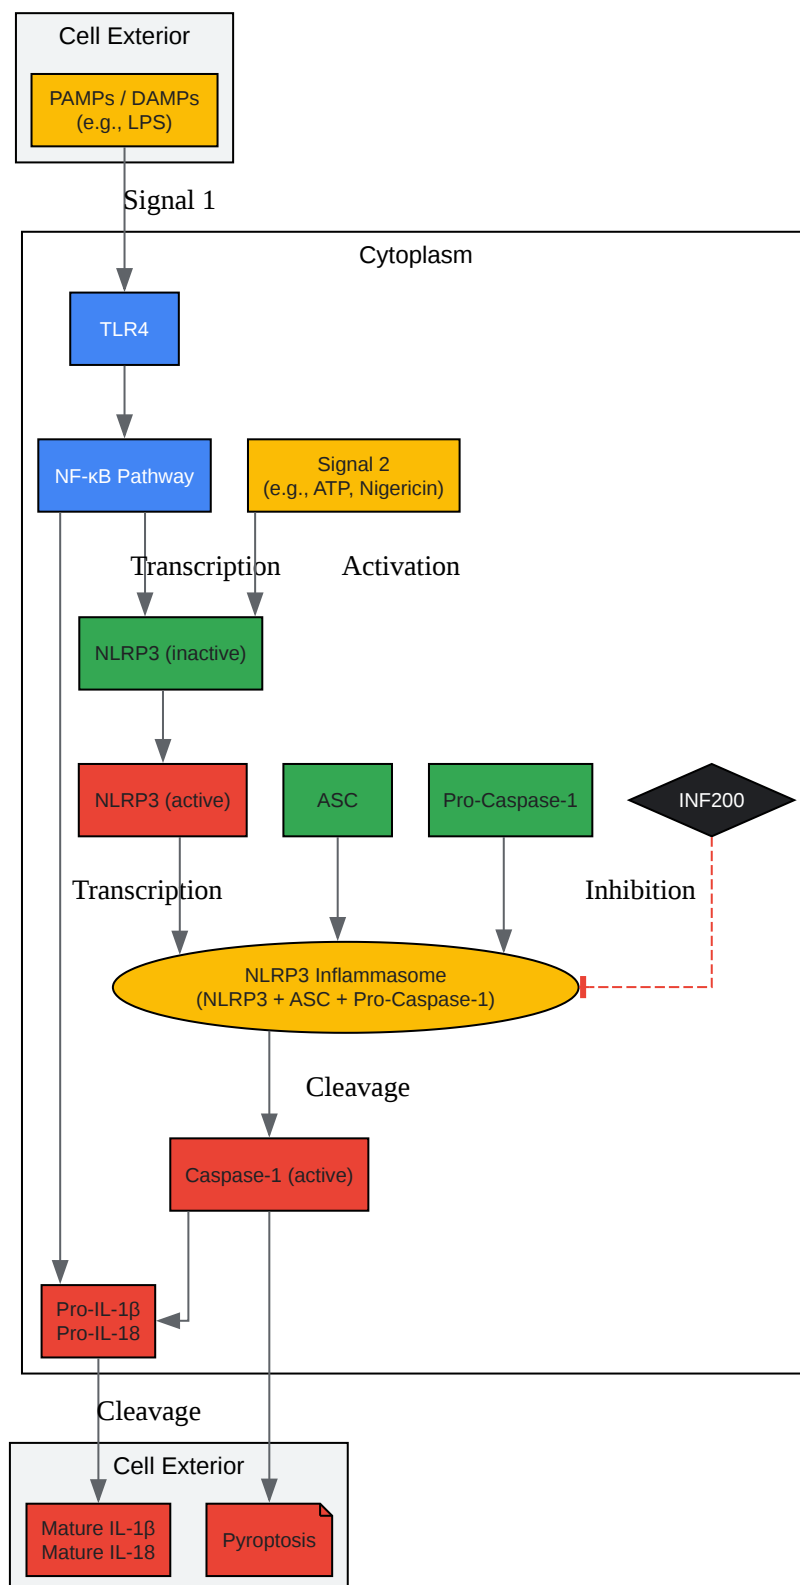 Cell Exterior
PAMPs / DAMPs
(e.g., LPS)
Signal 1
Cytoplasm
TLR4
NF-κB Pathway
Signal 2
(e.g., ATP, Nigericin)
Transcription
Activation
NLRP3 (inactive)
NLRP3 (active)
ASC
Pro-Caspase-1
INF200
Transcription
Inhibition
NLRP3 Inflammasome
(NLRP3 + ASC + Pro-Caspase-1)
Cleavage
Caspase-1 (active)
Pro-IL-1β
Pro-IL-18
Cleavage
Cell Exterior
Mature IL-1β
Mature IL-18
Pyroptosis